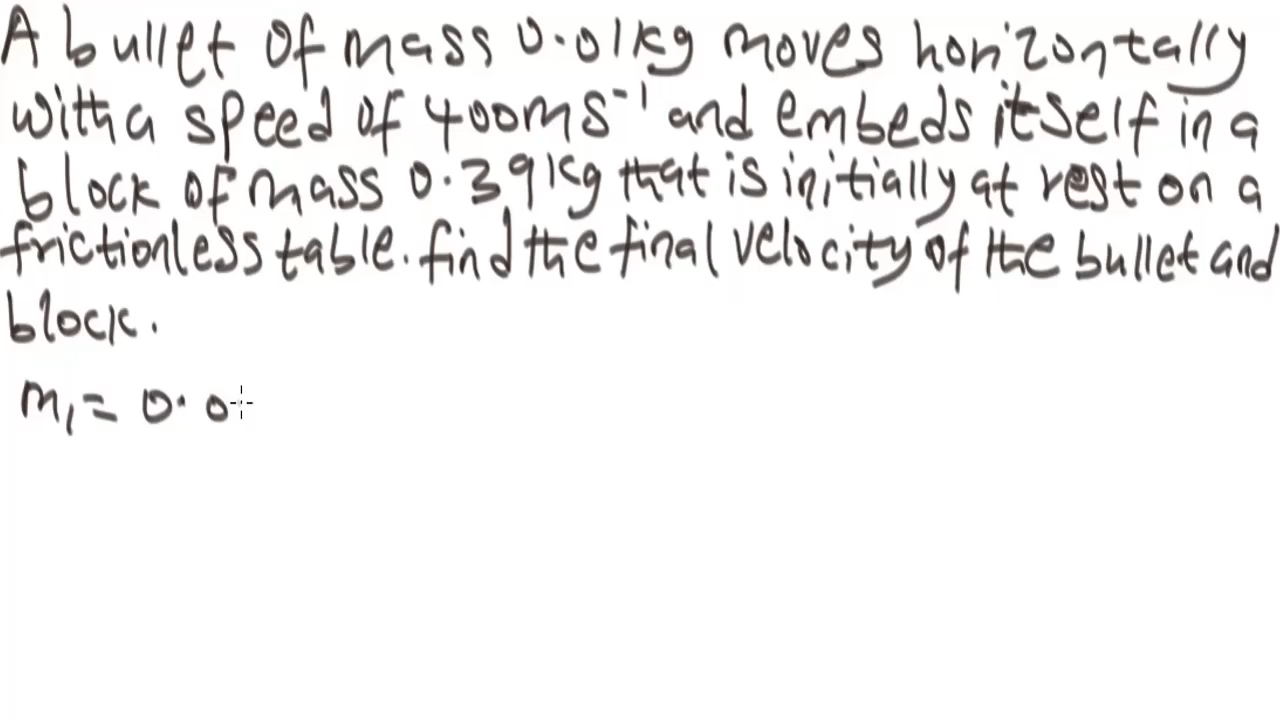 A bullet of mass 0.01kg moves horizontally
with a speed of 400ms⁻¹ and embeds itself in a
block of mass 0.39kg that is initially at rest on a
frictionless table. find the final velocity of the bullet and
block.
m₁ = 0.0